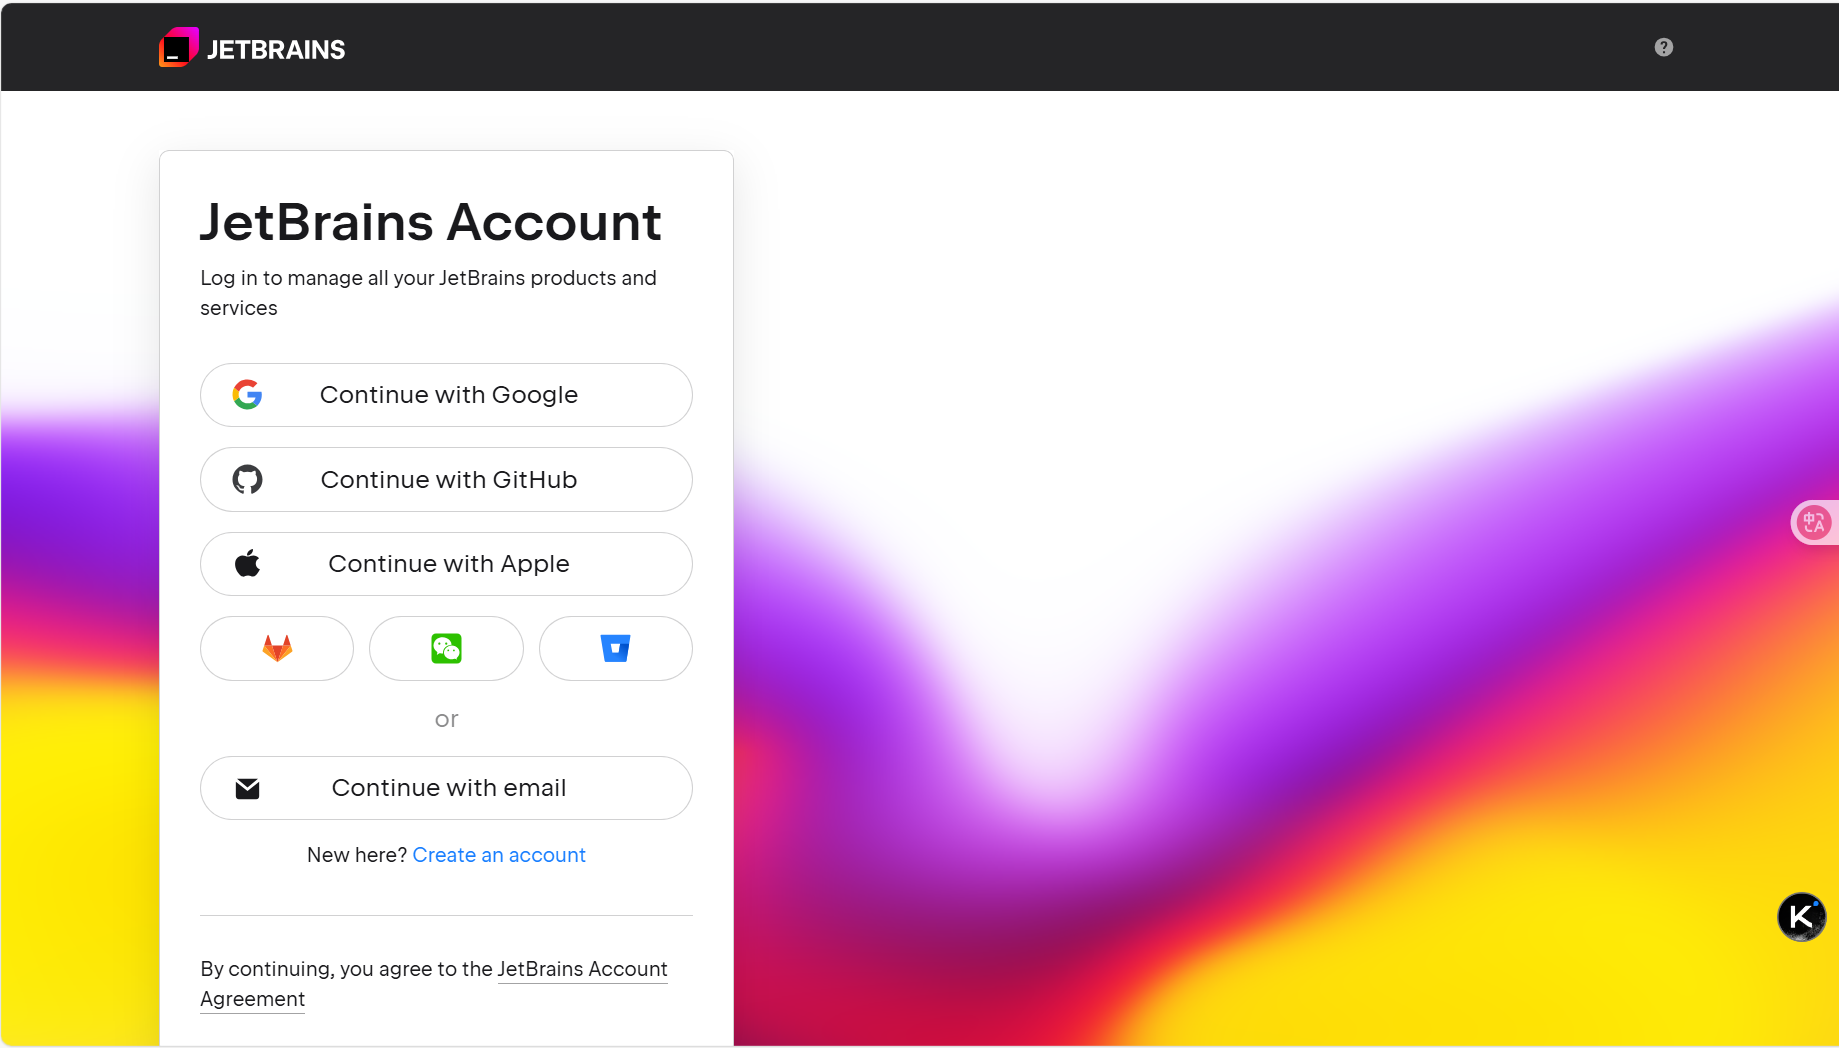 JETBRAINS
?
JetBrains Account
Log in to manage all your JetBrains products and
services
Continue with Google
Continue with GitHub
Continue with Apple
中A
or
Continue with email
New here? Create an account
K
By continuing, you agree to the JetBrains Account
Agreement